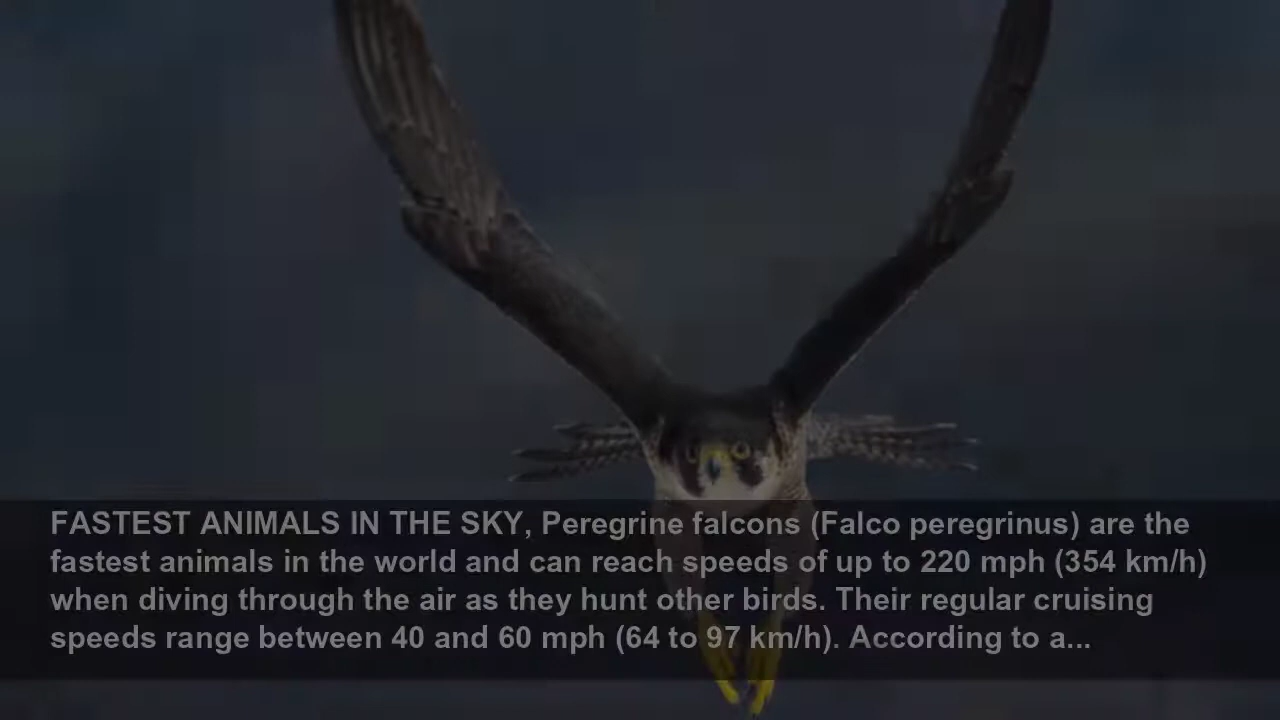 FASTEST ANIMALS IN THE SKY, Peregrine falcons (Falco peregrinus) are the
fastest animals in the world and can reach speeds of up to 220 mph (354 km/h)
when diving through the air as they hunt other birds. Their regular cruising
speeds range between 40 and 60 mph (64 to 97 km/h). According to a...